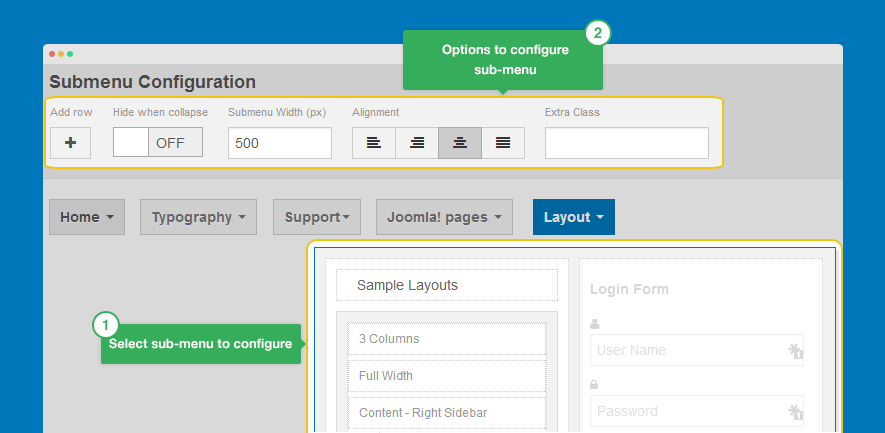 2
Options to configure
sub-menu
Submenu Configuration
Add row Hide when collapse Submenu Width (px) Alignment Extra Class
OFF 500
Home Typography Support Joomla! pages Layout
Sample Layouts
Login Form
1
Select sub-menu to configure
3 Columns
User Name
Full Width
Content - Right Sidebar
Password